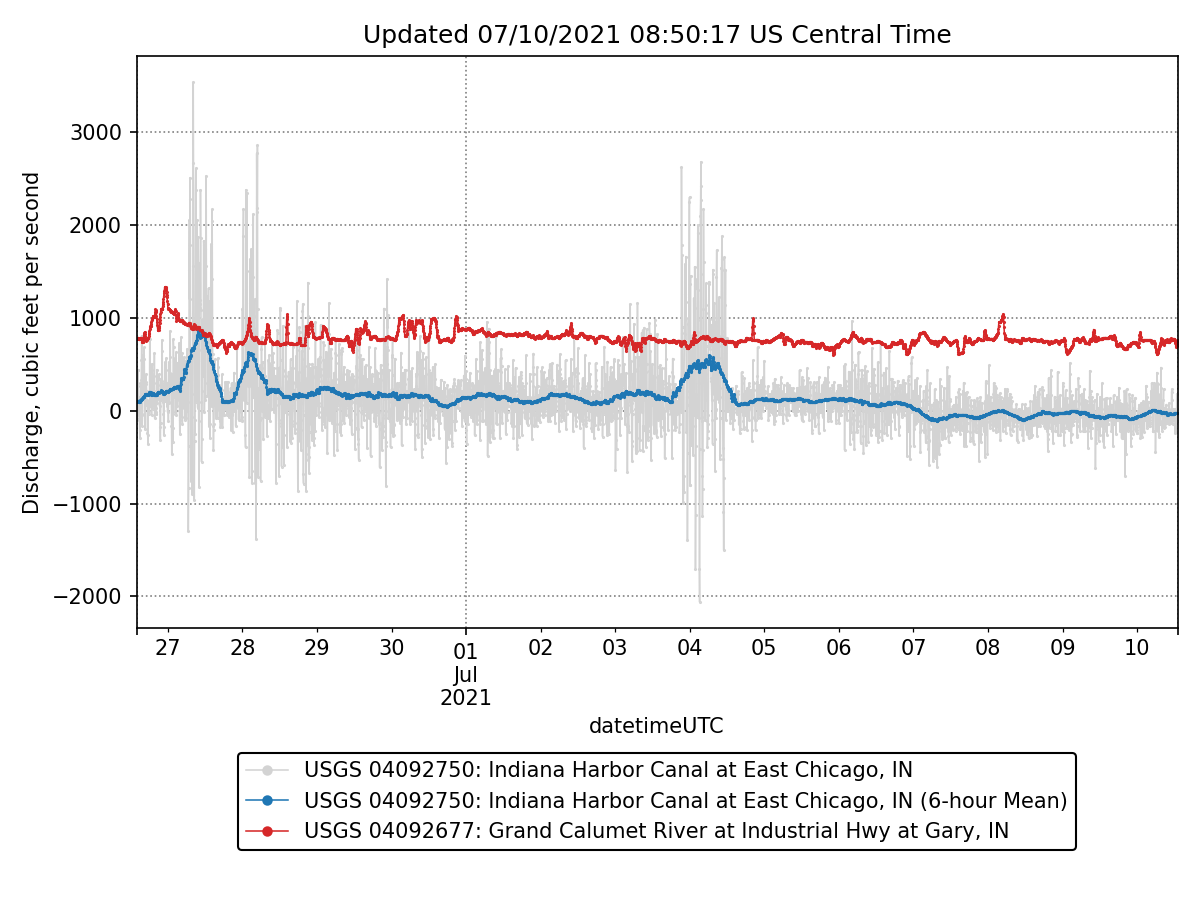 Updated 07/10/2021 08:50:17 US Central Time
Discharge, cubic feet per second
3000
2000
1000
0
−1000
−2000
27 28 29 30 01 02 03 04 05 06 07 08 09 10
Jul
2021
datetimeUTC
USGS 04092750: Indiana Harbor Canal at East Chicago, IN
USGS 04092750: Indiana Harbor Canal at East Chicago, IN (6-hour Mean)
USGS 04092677: Grand Calumet River at Industrial Hwy at Gary, IN